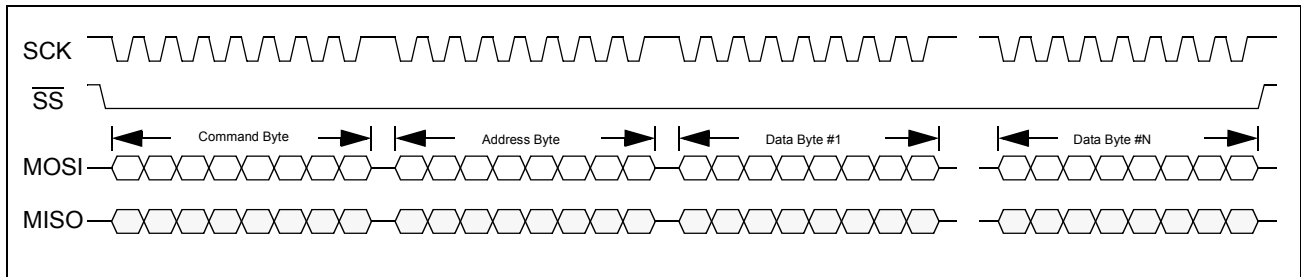 SCK
SS
Command Byte Address Byte Data Byte #1 Data Byte #N
MOSI
MISO